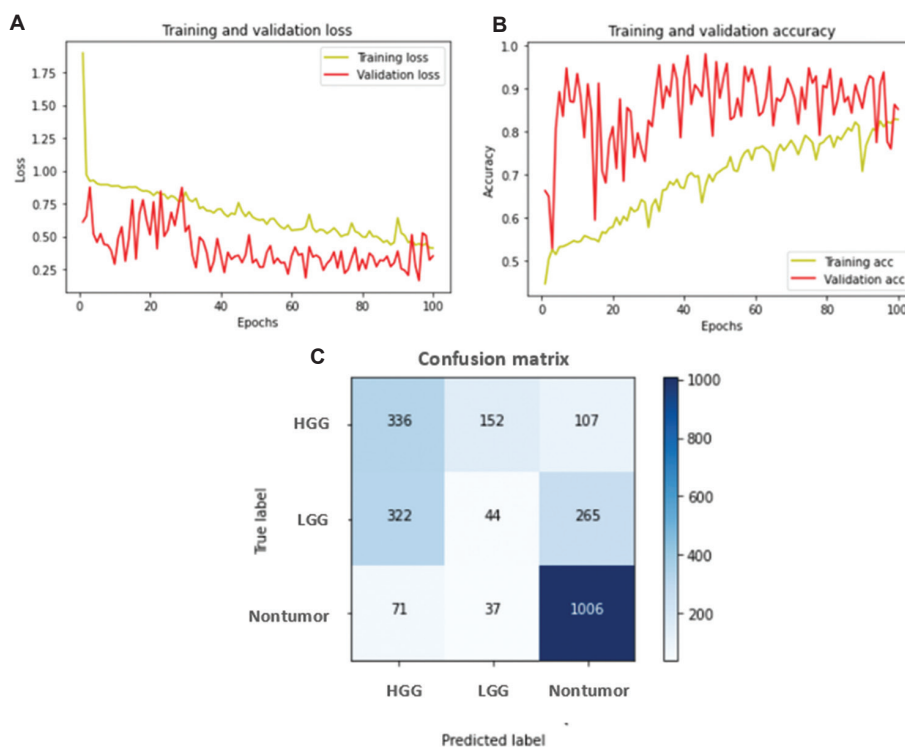 A
Training and validation loss
Training loss
Validation loss
1.75
1.50
1.25
1.00
0.75
0.50
0.25
Loss
0
20
40
60
80
100
Epochs
B
Training and validation accuracy
1.0
0.9
0.8
0.7
0.6
0.5
Accuracy
Training acc
Validation acc
0
20
40
60
80
100
Epochs
C
Confusion matrix
HGG
336
152
107
LGG
322
44
265
Nontumor
71
37
1006
True label
HGG
LGG
Nontumor
Predicted label
1000
800
600
400
200